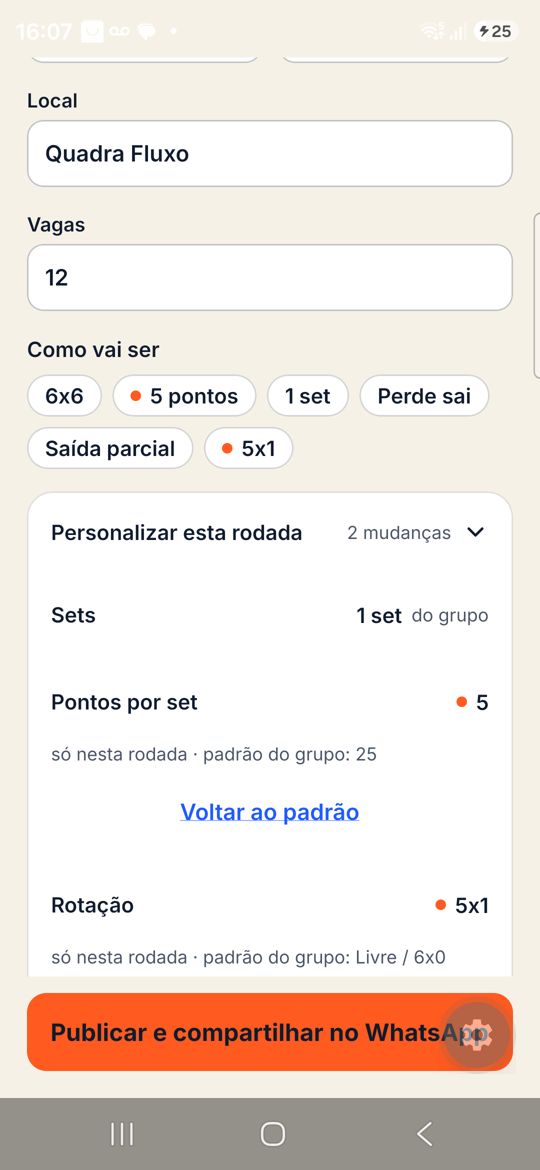 16:07
25
Local
Quadra Fluxo
Vagas
12
Como vai ser
6x6 5 pontos 1 set Perde sai
Saída parcial 5x1
Personalizar esta rodada 2 mudanças
Sets 1 set do grupo
Pontos por set 5
só nesta rodada · padrão do grupo: 25
Voltar ao padrão
Rotação 5x1
só nesta rodada · padrão do grupo: Livre / 6x0
Publicar e compartilhar no WhatsApp